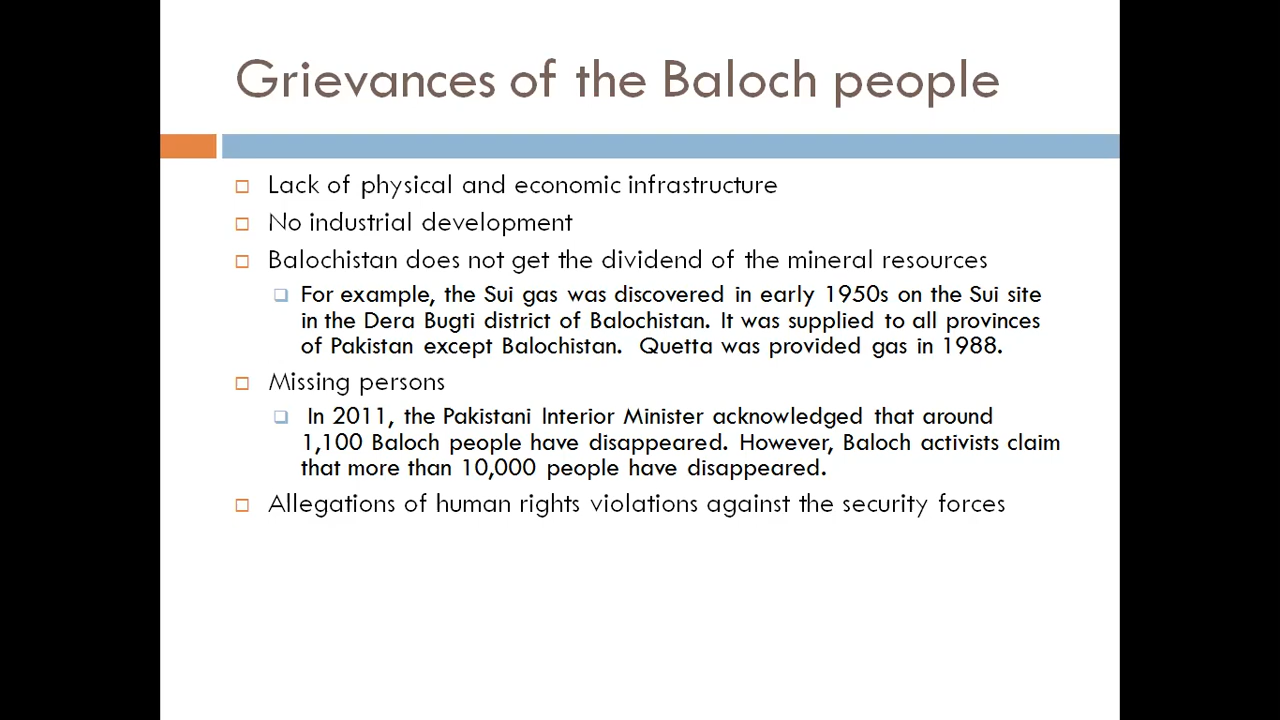 Grievances of the Baloch people
Lack of physical and economic infrastructure
No industrial development
Balochistan does not get the dividend of the mineral resources
For example, the Sui gas was discovered in early 1950s on the Sui site
in the Dera Bugti district of Balochistan. It was supplied to all provinces
of Pakistan except Balochistan. Quetta was provided gas in 1988.
Missing persons
In 2011, the Pakistani Interior Minister acknowledged that around
1,100 Baloch people have disappeared. However, Baloch activists claim
that more than 10,000 people have disappeared.
Allegations of human rights violations against the security forces